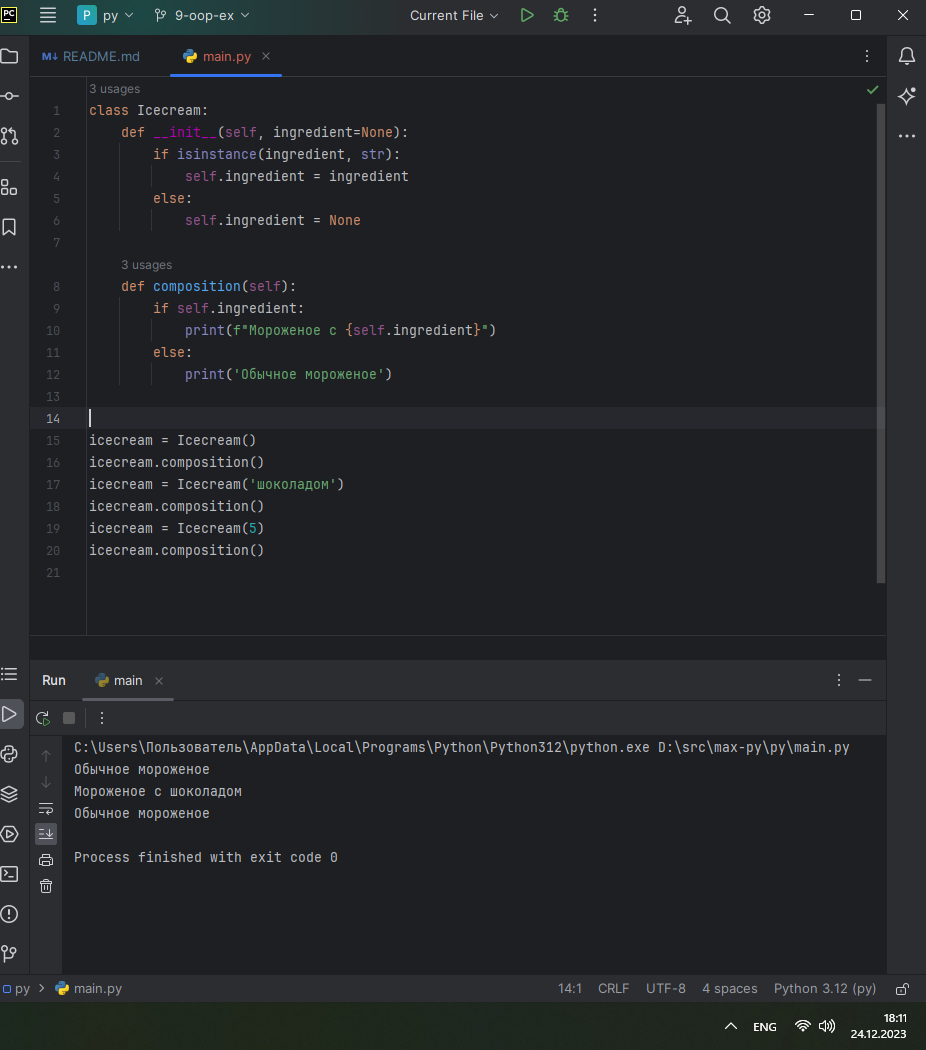 PC P py 9-oop-ex Current File
README.md main.py
3 usages
1 class Icecream:
2 def __init__(self, ingredient=None):
3 if isinstance(ingredient, str):
4 self.ingredient = ingredient
5 else:
6 self.ingredient = None
7
3 usages
8 def composition(self):
9 if self.ingredient:
10 print(f"Мороженое с {self.ingredient}")
11 else:
12 print('Обычное мороженое')
13
14
15 icecream = Icecream()
16 icecream.composition()
17 icecream = Icecream('шоколадом')
18 icecream.composition()
19 icecream = Icecream(5)
20 icecream.composition()
21
Run main
C:\Users\Пользователь\AppData\Local\Programs\Python\Python312\python.exe D:\src\max-py\py\main.py
Обычное мороженое
Мороженое с шоколадом
Обычное мороженое
Process finished with exit code 0
py main.py 14:1 CRLF UTF-8 4 spaces Python 3.12 (py)
ENG 18:11
24.12.2023